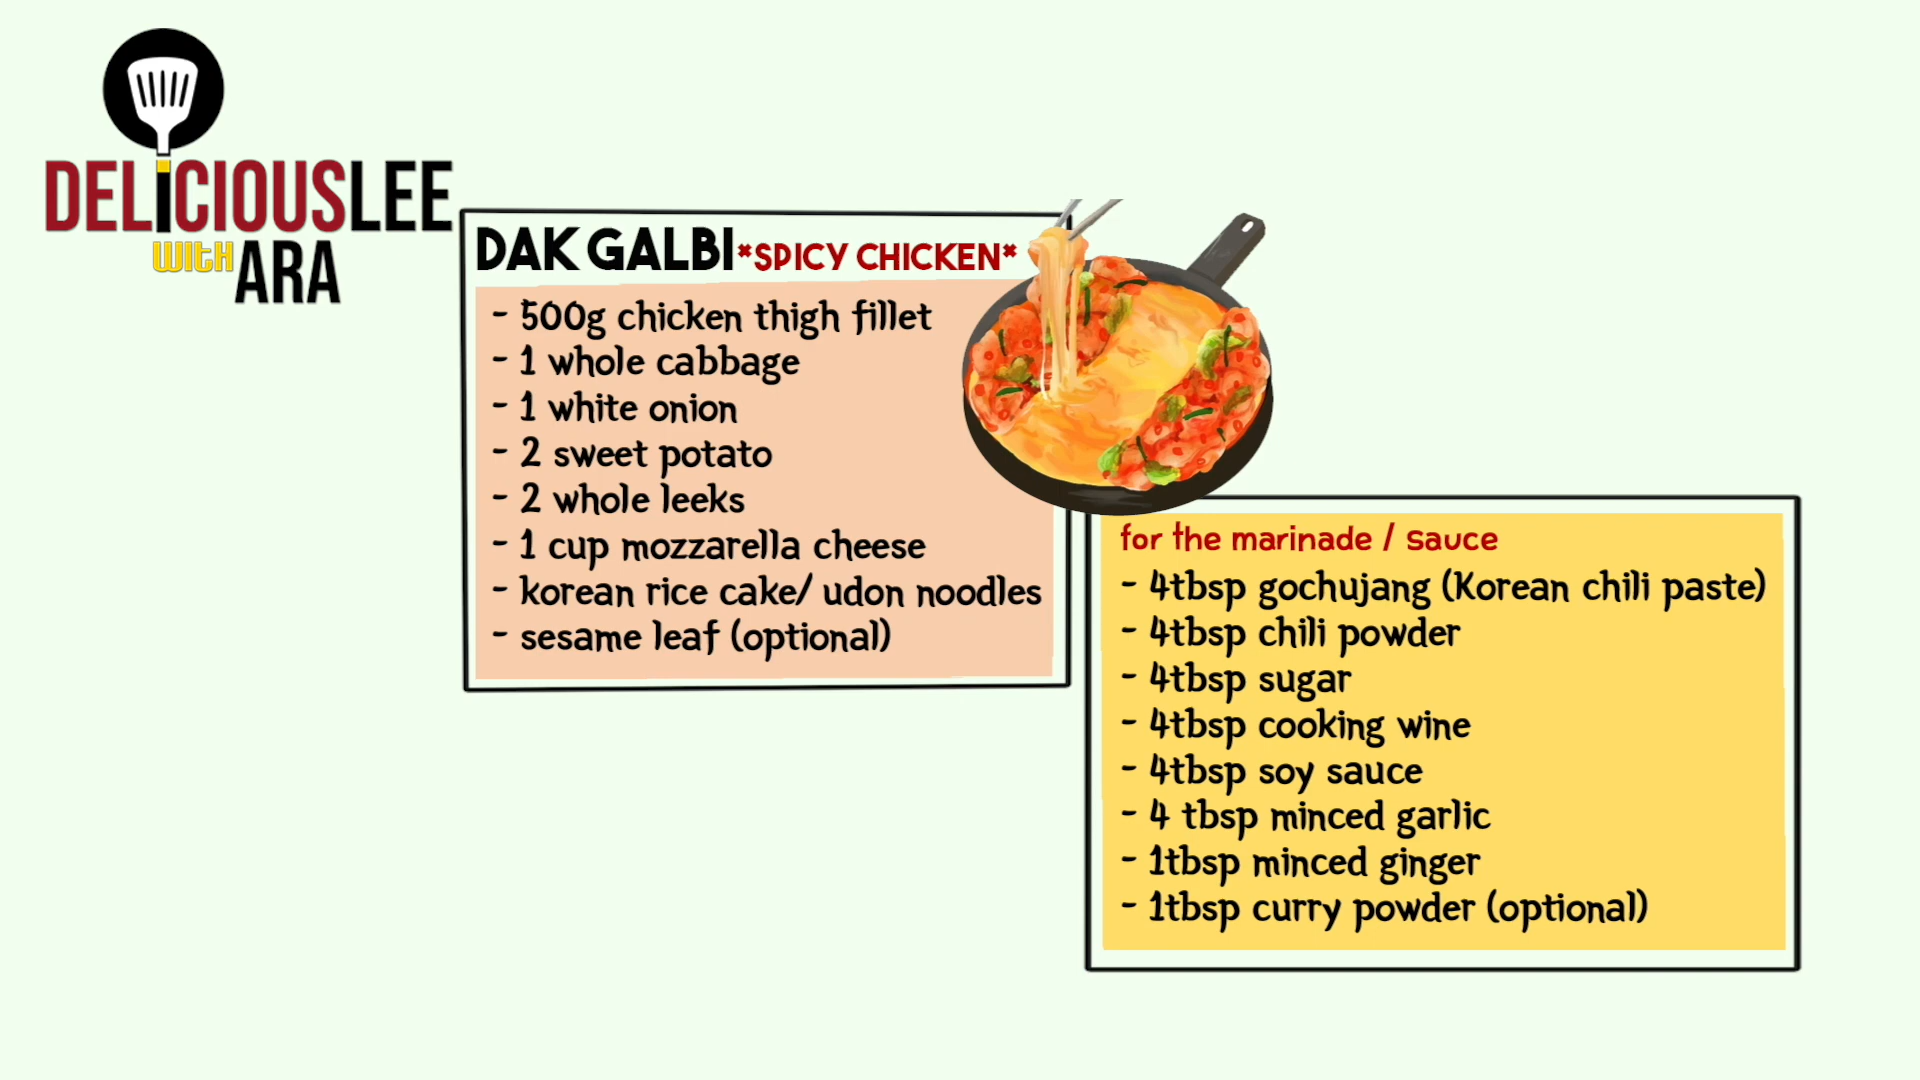 DELiCIOUSLEE
WITH ARA
DAK GALBI *SPICY CHICKEN*
- 500g chicken thigh fillet
- 1 whole cabbage
- 1 white onion
- 2 sweet potato
- 2 whole leeks
- 1 cup mozzarella cheese
- korean rice cake/ udon noodles
- sesame leaf (optional)
for the marinade / sauce
- 4tbsp gochujang (Korean chili paste)
- 4tbsp chili powder
- 4tbsp sugar
- 4tbsp cooking wine
- 4tbsp soy sauce
- 4 tbsp minced garlic
- 1tbsp minced ginger
- 1tbsp curry powder (optional)